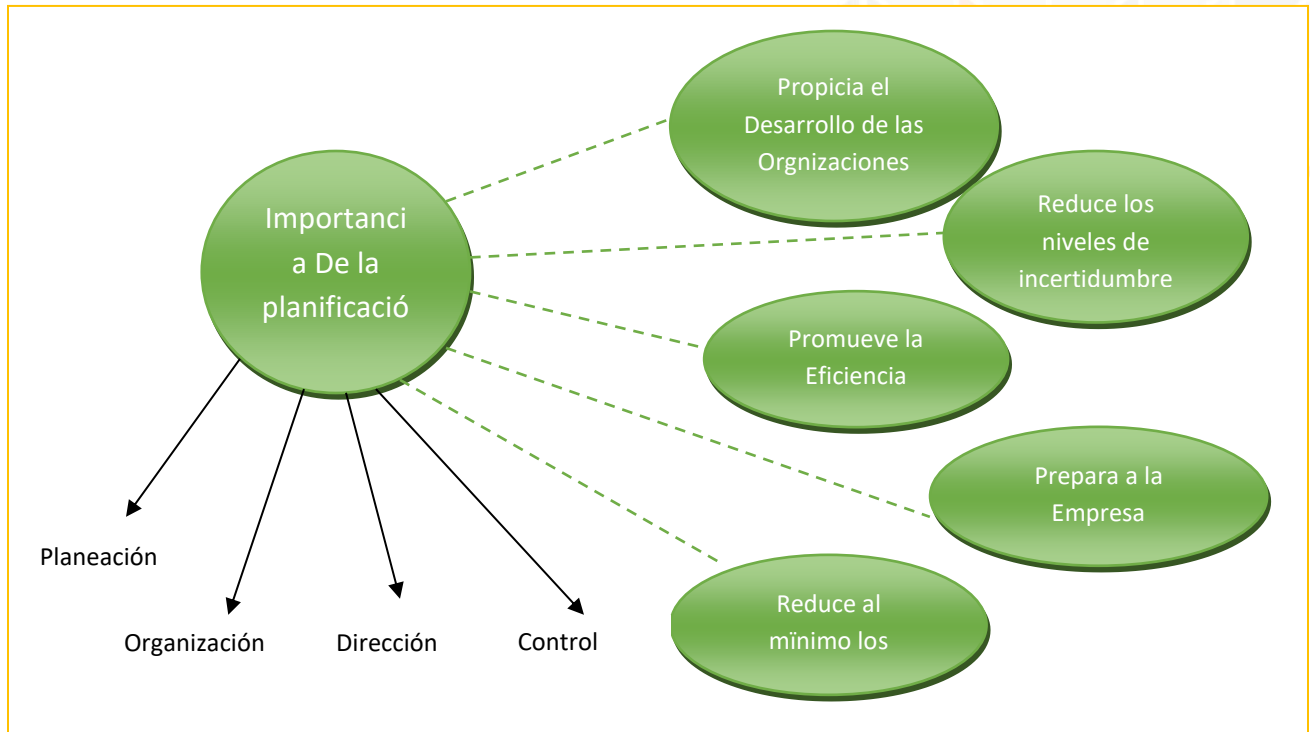 Propicia el
Desarrollo de las
Orgnizaciones
Importanci
a De la
planificació
Reduce los
niveles de
incertidumbre
Promueve la
Eficiencia
Prepara a la
Empresa
Reduce al
mïnimo los
Planeación
Organización
Dirección
Control